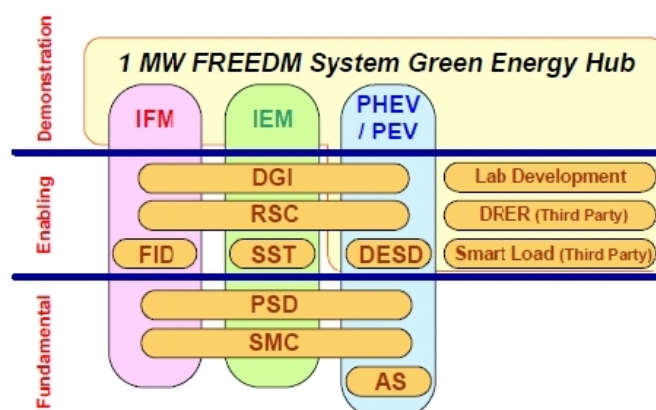 Demonstration
1 MW FREEDM System Green Energy Hub
IFM
IEM
PHEV
/ PEV
Enabling
DGI
Lab Development
RSC
DRER (Third Party)
FID
SST
DESD
Smart Load (Third Party)
Fundamental
PSD
SMC
AS